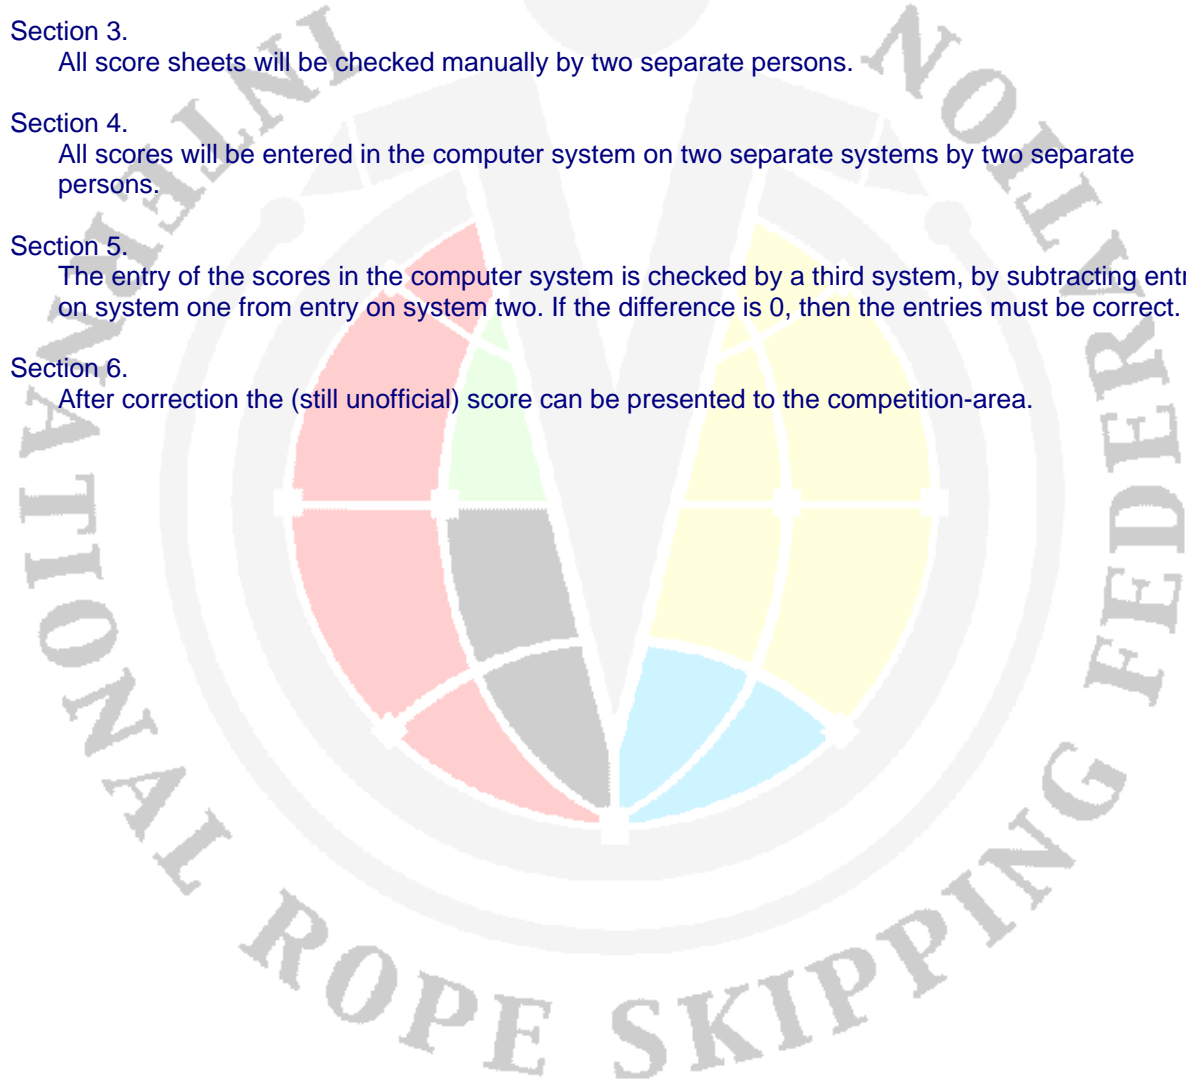 Section 3.
All score sheets will be checked manually by two separate persons.
Section 4.
All scores will be entered in the computer system on two separate systems by two separate
persons.
Section 5.
The entry of the scores in the computer system is checked by a third system, by subtracting entr
on system one from entry on system two. If the difference is 0, then the entries must be correct.
Section 6.
After correction the (still unofficial) score can be presented to the competition-area.
INTERNATIONAL ROPE SKIPPING FEDERATION